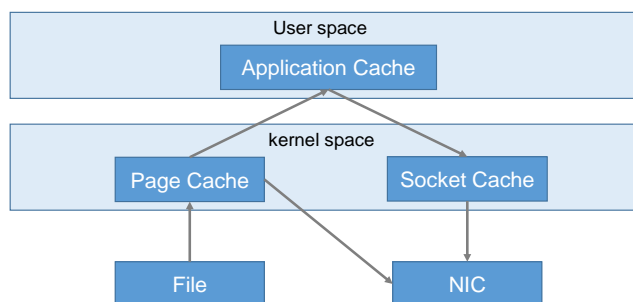 User space
Application Cache
kernel space
Page Cache
Socket Cache
File
NIC